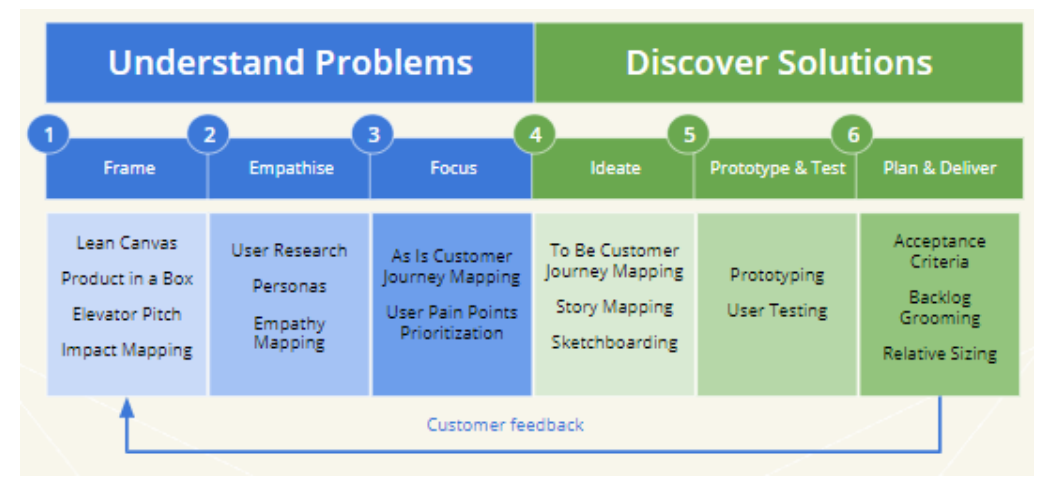 Understand Problems
Discover Solutions
1
2
3
4
5
6
Frame
Empathise
Focus
Ideate
Prototype & Test
Plan & Deliver
Lean Canvas
Product in a Box
Elevator Pitch
Impact Mapping
User Research
Personas
Empathy
Mapping
As Is Customer
Journey Mapping
User Pain Points
Prioritization
To Be Customer
Journey Mapping
Story Mapping
Sketchboarding
Prototyping
User Testing
Acceptance
Criteria
Backlog
Grooming
Relative Sizing
Customer feedback